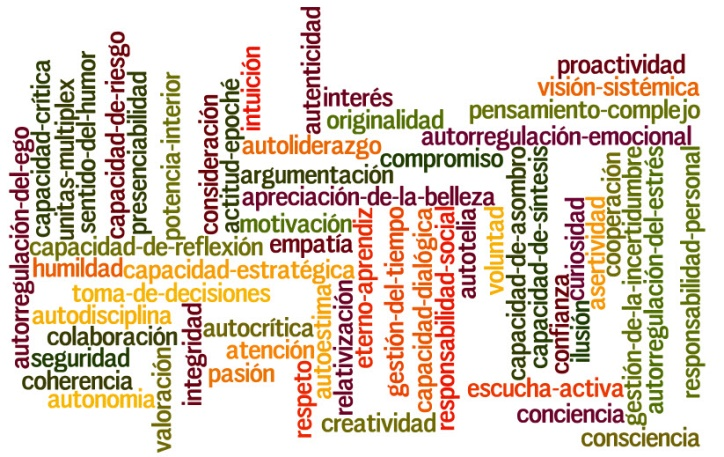 autorregulación-del-ego
capacidad-crítica
unitas-multiplex
sentido-del-humor
capacidad-de-riesgo
presenciabilidad
potencia-interior
consideración
actitud-epoché
intuición
autenticidad
interés
originalidad
autoliderazgo
argumentación
compromiso
apreciación-de-la-belleza
motivación
empatía
proactividad
visión-sistémica
pensamiento-complejo
autorregulación-emocional
capacidad-de-reflexión
humildad
capacidad-estratégica
toma-de-decisiones
autodisciplina
colaboración
seguridad
coherencia
autonomia
valoración
integridad
autocrítica
atención
pasión
respeto
autoestima
relativización
eterno-aprendiz
gestión-del-tiempo
capacidad-dialógica
responsabilidad-social
autotelia
voluntad
capacidad-de-asombro
capacidad-de-síntesis
confianza
ilusión
curiosidad
asertividad
cooperación
gestión-de-la-incertidumbre
autorregulación-del-estrés
responsabilidad-personal
creatividad
escucha-activa
conciencia
consciencia